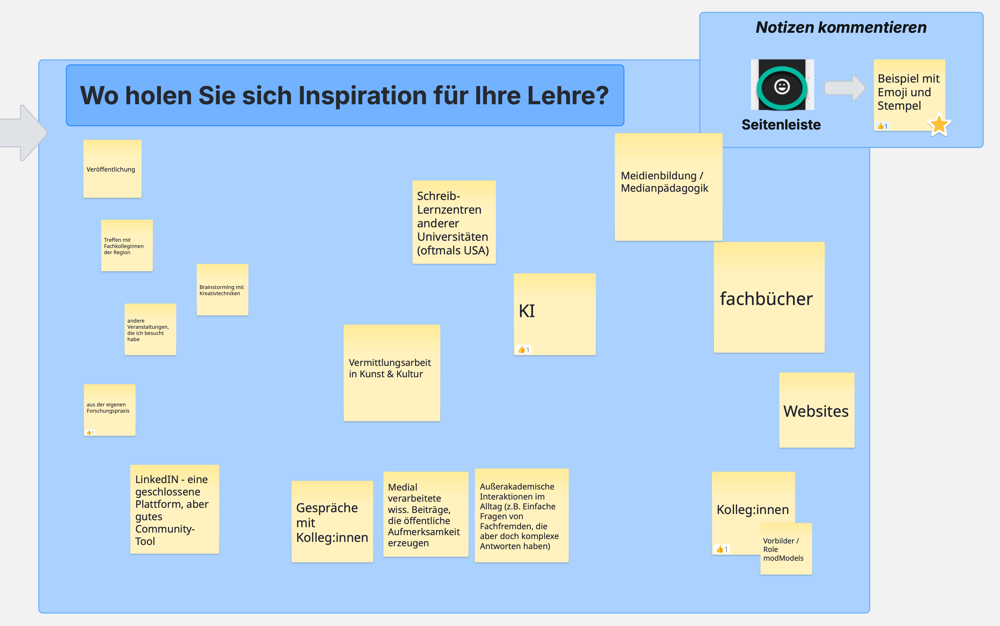 Notizen kommentieren
Wo holen Sie sich Inspiration für Ihre Lehre?
Seitenleiste
Beispiel mit
Emoji und
Stempel
👍1
Veröffentlichung
Treffen mit
Fachkolleginnen
der Region
Brainstorming mit
Kreativtechniken
andere
Veranstaltungen,
die ich besucht
habe
aus der eigenen
Forschungspraxis
👍1
Schreib-
Lernzentren
anderer
Universitäten
(oftmals USA)
Meidienbildung /
Medianpädagogik
KI
👍1
fachbücher
Vermittlungsarbeit
in Kunst & Kultur
Websites
LinkedIN - eine
geschlossene
Plattform, aber
gutes
Community-
Tool
Gespräche
mit
Kolleg:innen
Medial
verarbeitete
wiss. Beiträge,
die öffentliche
Aufmerksamkeit
erzeugen
Außerakademische
Interaktionen im
Alltag (z.B. Einfache
Fragen von
Fachfremden, die
aber doch komplexe
Antworten haben)
Kolleg:innen
👍1
Vorbilder /
Role
modModels